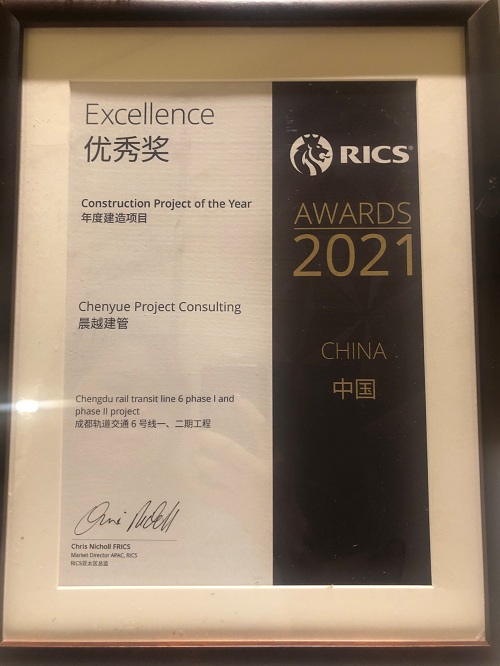 Excellence
优秀奖
Construction Project of the Year
年度建造项目
Chenyue Project Consulting
晨越建管
Chengdu rail transit line 6 phase I and
phase II project
成都轨道交通 6 号线一、二期工程
Chris Nicholl FRICS
Market Director APAC, RICS
RICS亚太区总监
RICS
AWARDS
2021
CHINA
中国